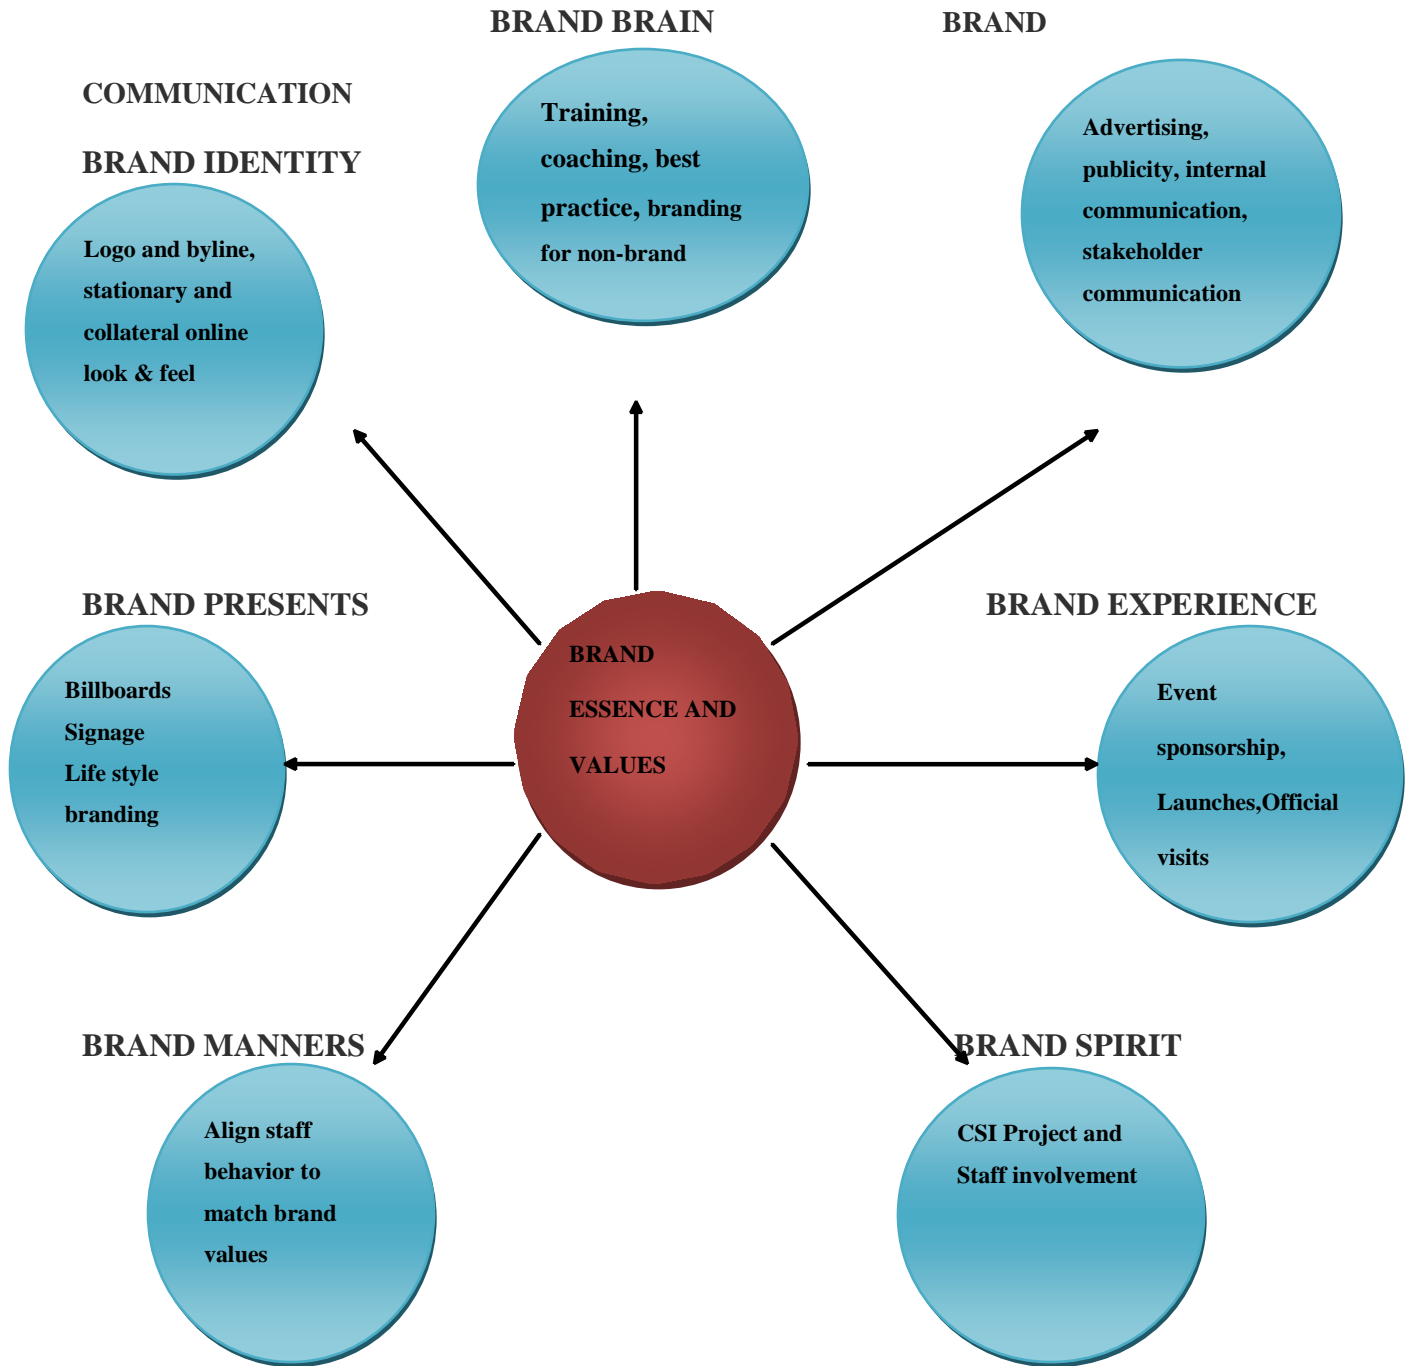 BRAND BRAIN
BRAND
COMMUNICATION
BRAND IDENTITY
Logo and byline,
stationary and
collateral online
look & feel
Training,
coaching, best
practice, branding
for non-brand
Advertising,
publicity, internal
communication,
stakeholder
communication
BRAND PRESENTS
Billboards
Signage
Life style
branding
BRAND
ESSENCE AND
VALUES
BRAND EXPERIENCE
Event
sponsorship,
Launches,Official
visits
BRAND MANNERS
Align staff
behavior to
match brand
values
BRAND SPIRIT
CSI Project and
Staff involvement